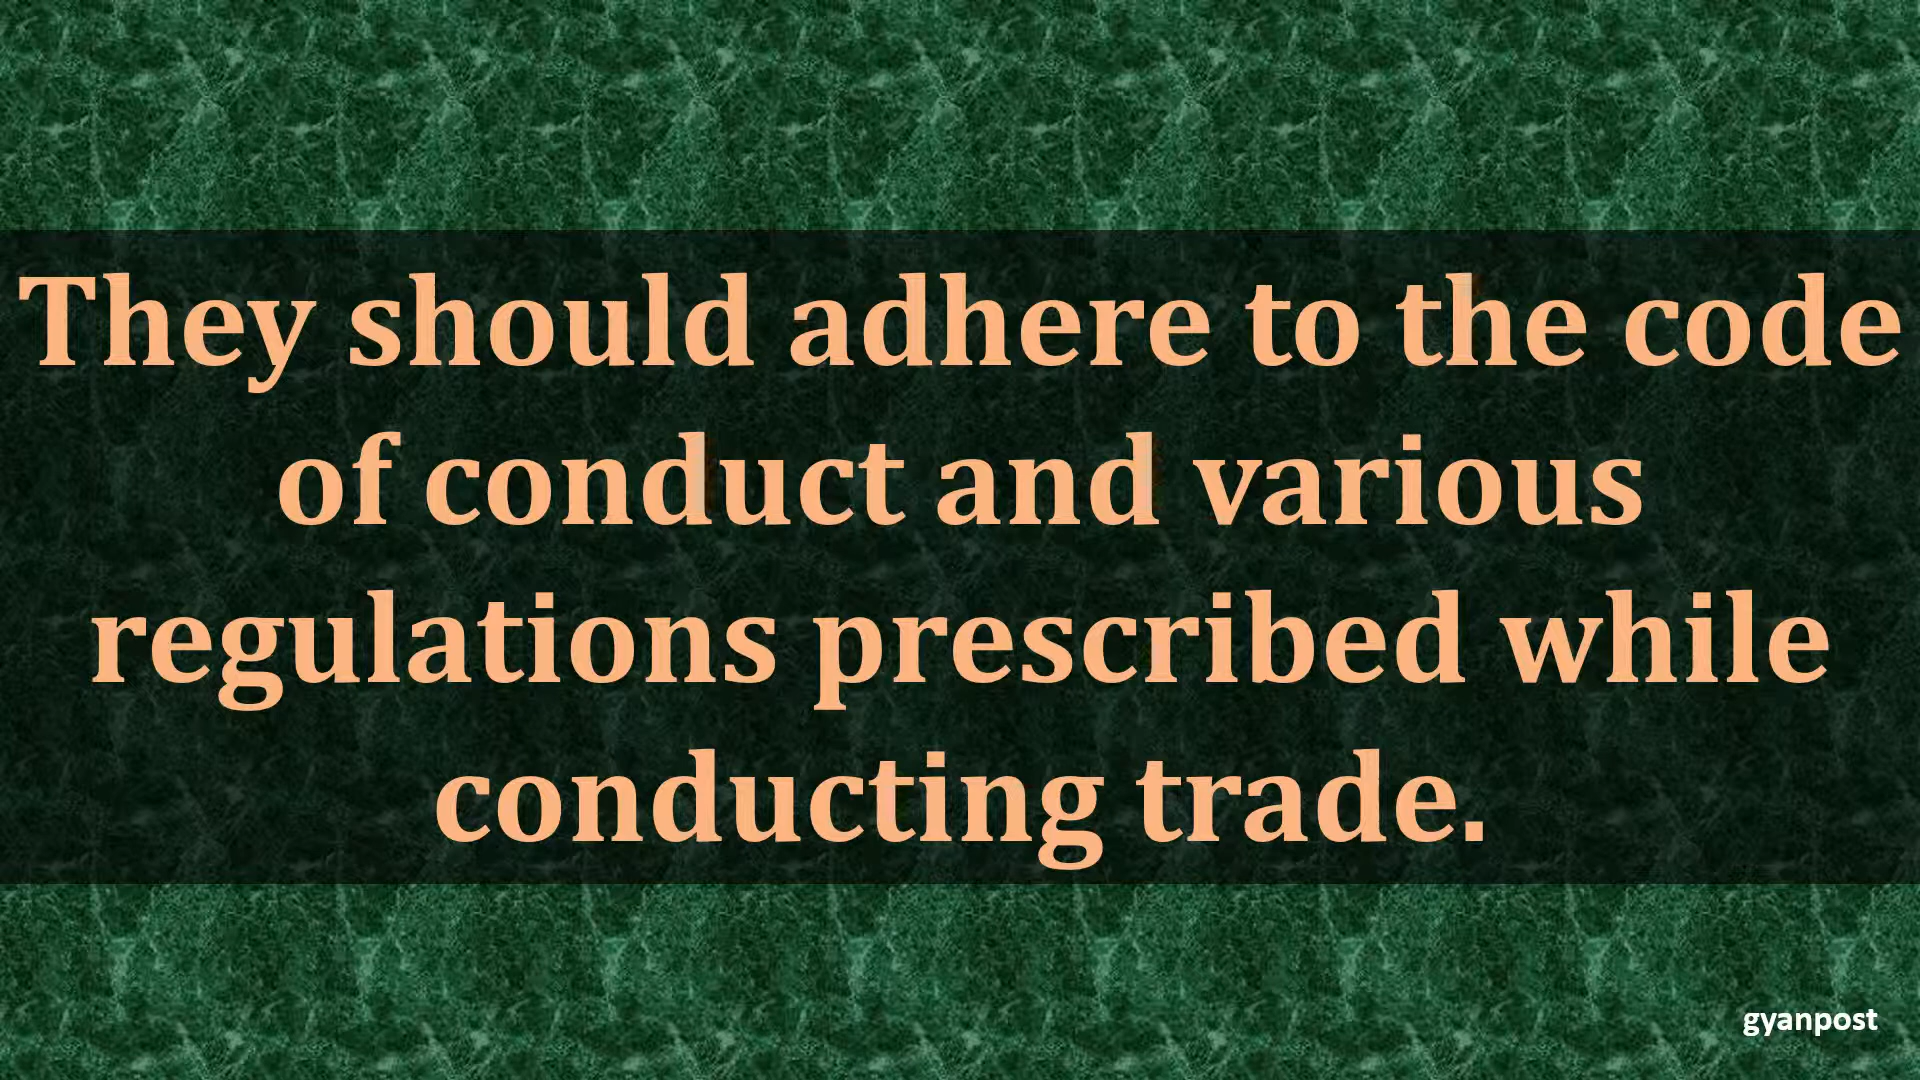 They should adhere to the code
of conduct and various
regulations prescribed while
conducting trade.
gyanpost